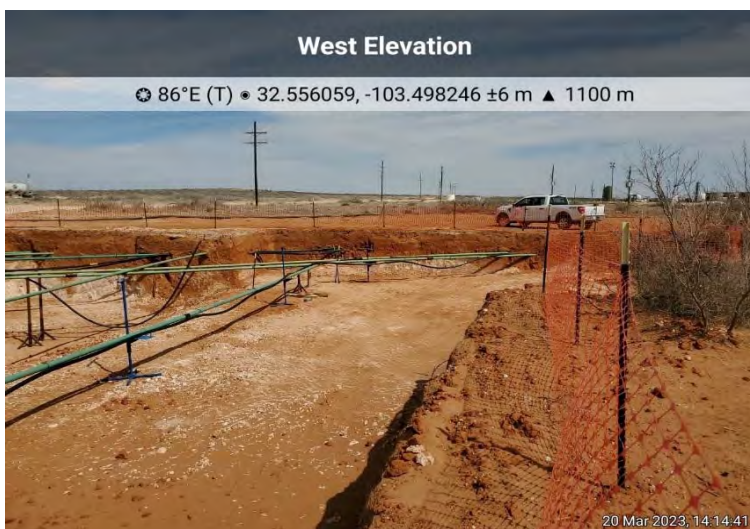 West Elevation
86°E (T) ● 32.556059, -103.498246 ±6 m ▲ 1100 m
20 Mar 2023, 14:14:41